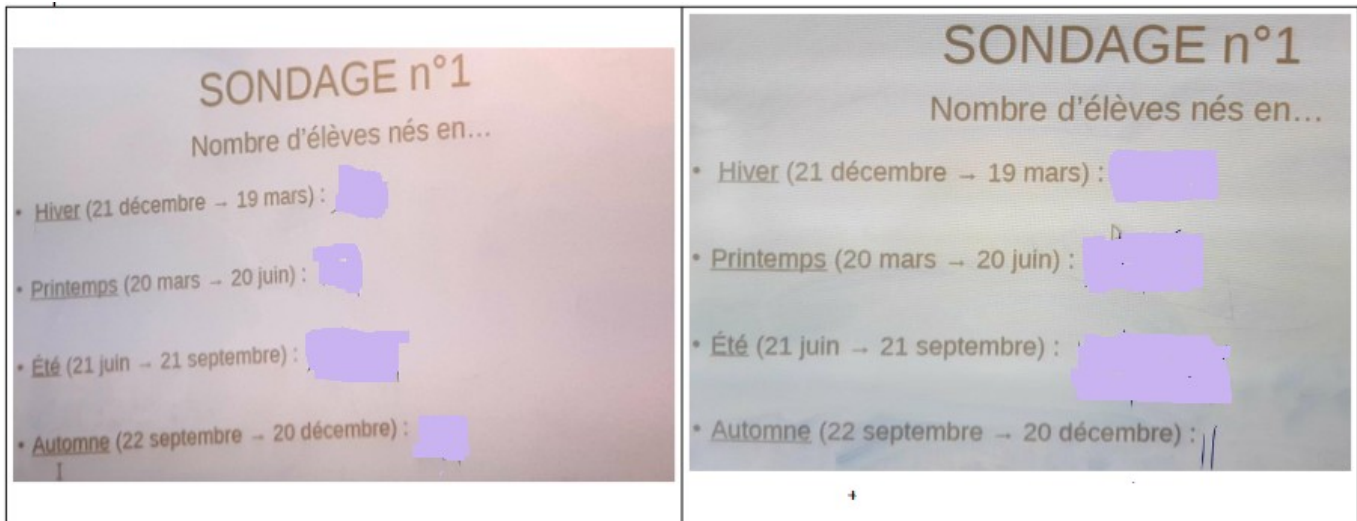 SONDAGE n°1
Nombre d'élèves nés en...
• Hiver (21 décembre → 19 mars) :
• Printemps (20 mars → 20 juin) :
• Été (21 juin → 21 septembre) :
• Automne (22 septembre → 20 décembre) :
SONDAGE n°1
Nombre d'élèves nés en...
• Hiver (21 décembre → 19 mars) :
• Printemps (20 mars → 20 juin) :
• Été (21 juin → 21 septembre) :
• Automne (22 septembre → 20 décembre) : ||